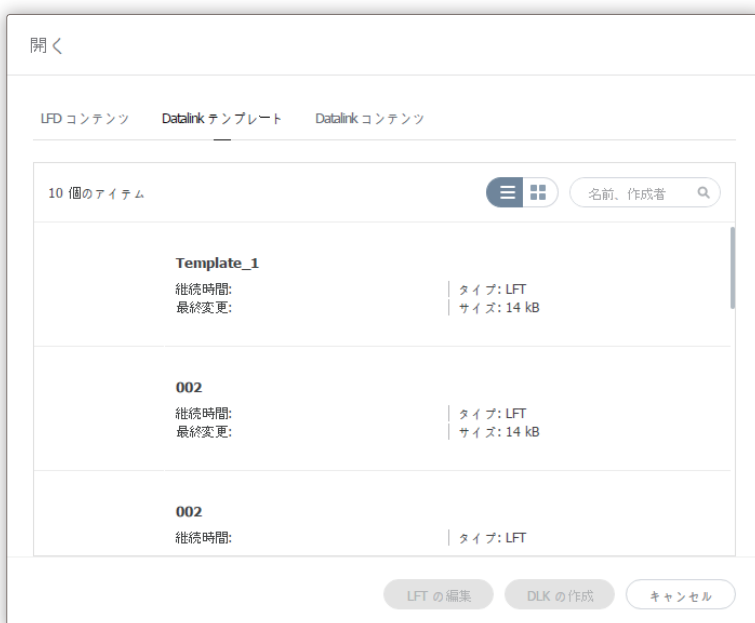 開く
LFD コンテンツ Datalink テンプレート Datalink コンテンツ
10 個のアイテム 名前、作成者
Template_1
継続時間: タイプ: LFT
最終変更: サイズ: 14 kB
002
継続時間: タイプ: LFT
最終変更: サイズ: 14 kB
002
継続時間: タイプ: LFT
LFT の編集 DLK の作成 キャンセル